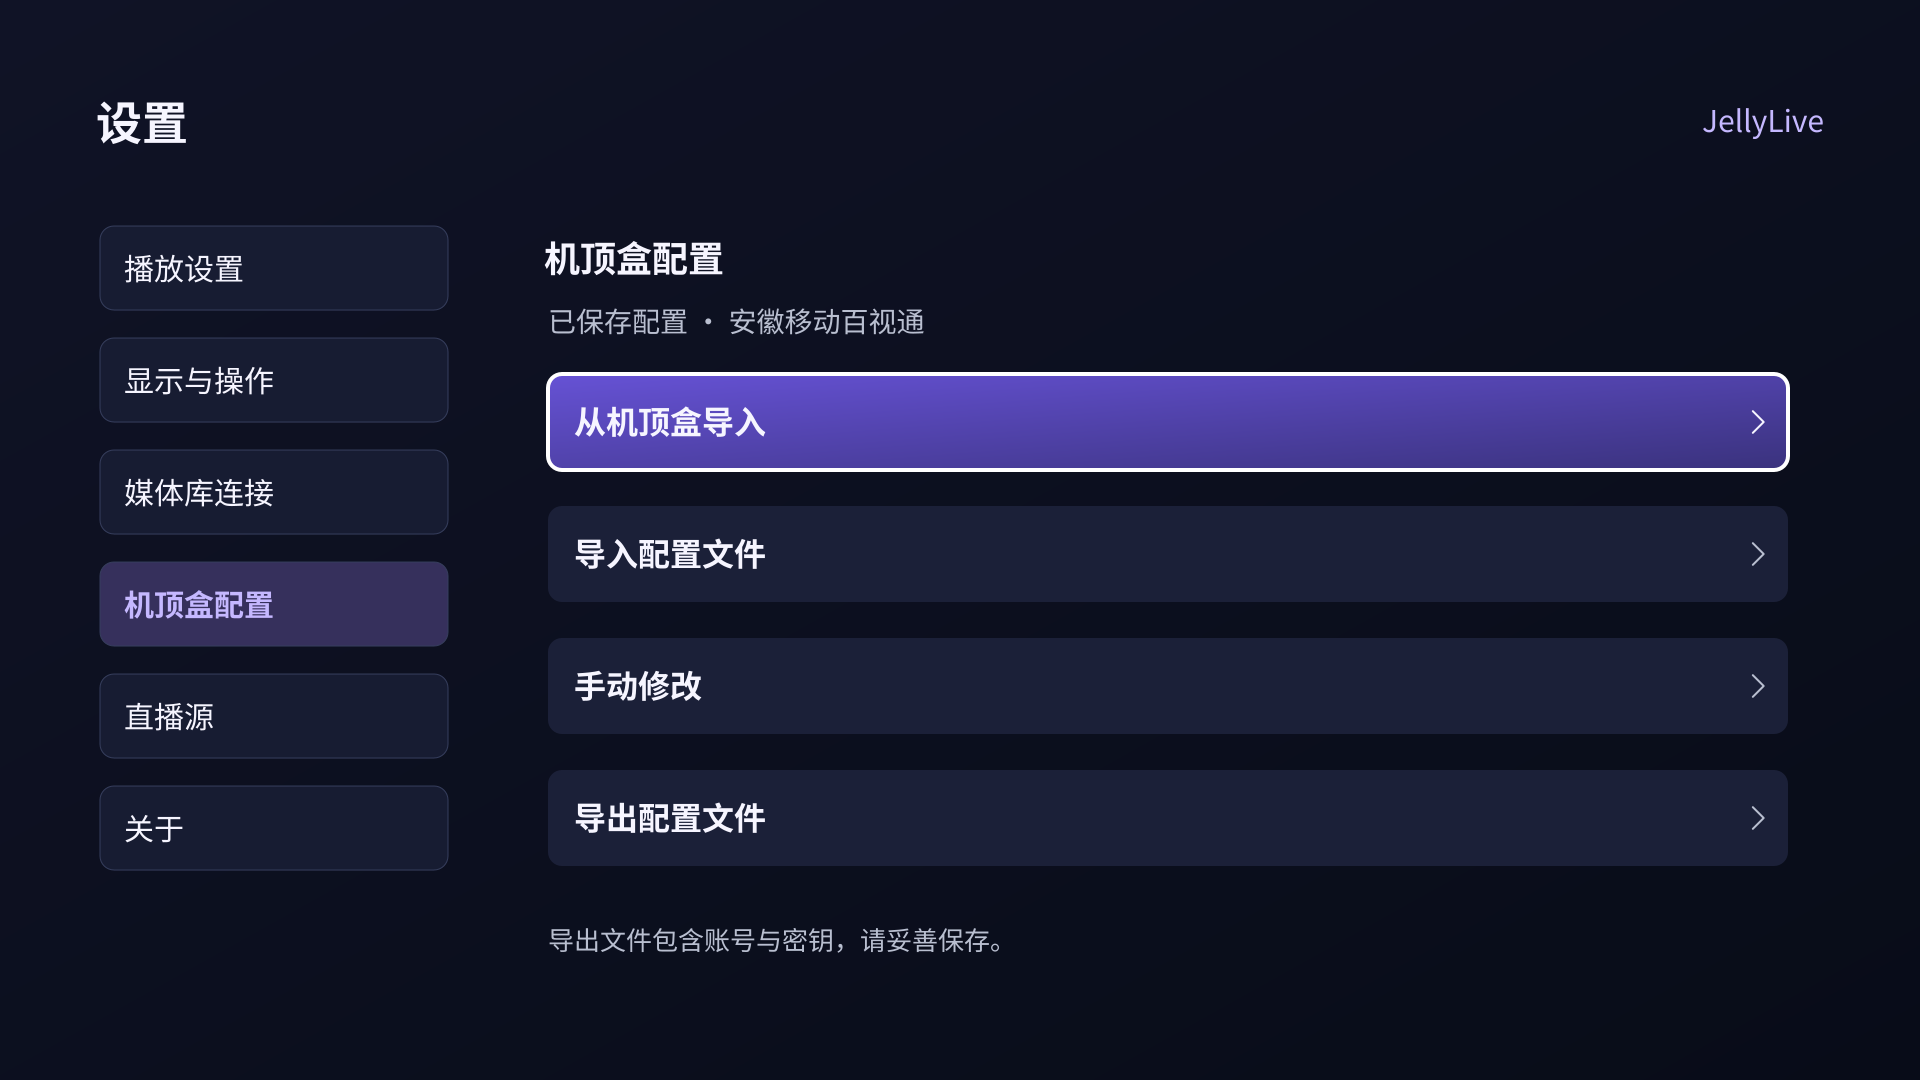 设置
JellyLive
播放设置
显示与操作
媒体库连接
机顶盒配置
直播源
关于
机顶盒配置
已保存配置 · 安徽移动百视通
从机顶盒导入
导入配置文件
手动修改
导出配置文件
导出文件包含账号与密钥，请妥善保存。